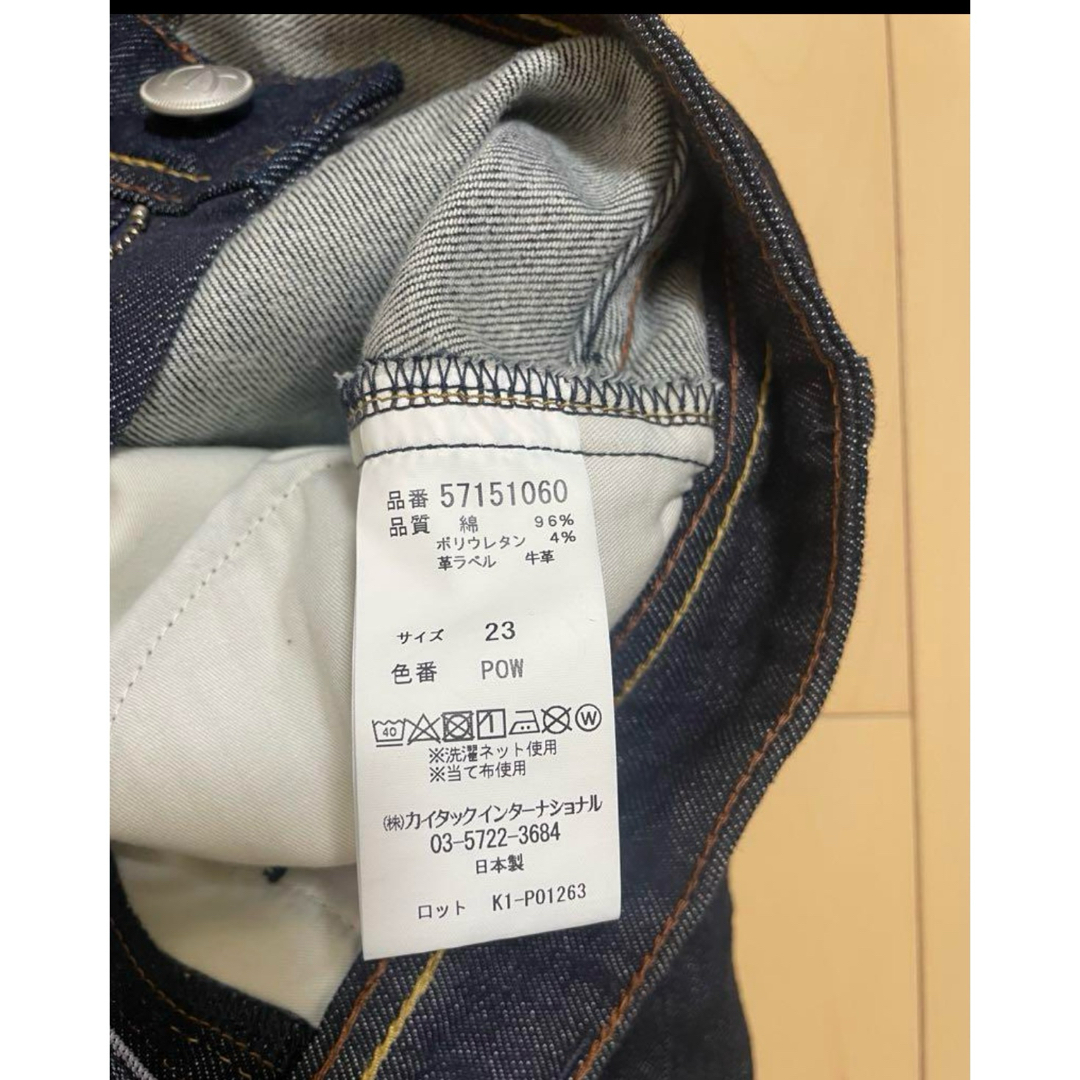 品番 57151060
品質 綿 96%
ポリウレタン 4%
革ラベル 牛革
サイズ 23
色番 POW
40 W
※洗濯ネット使用
※当て布使用
㈱カイタックインターナショナル
03-5722-3684
日本製
ロット K1-P01263